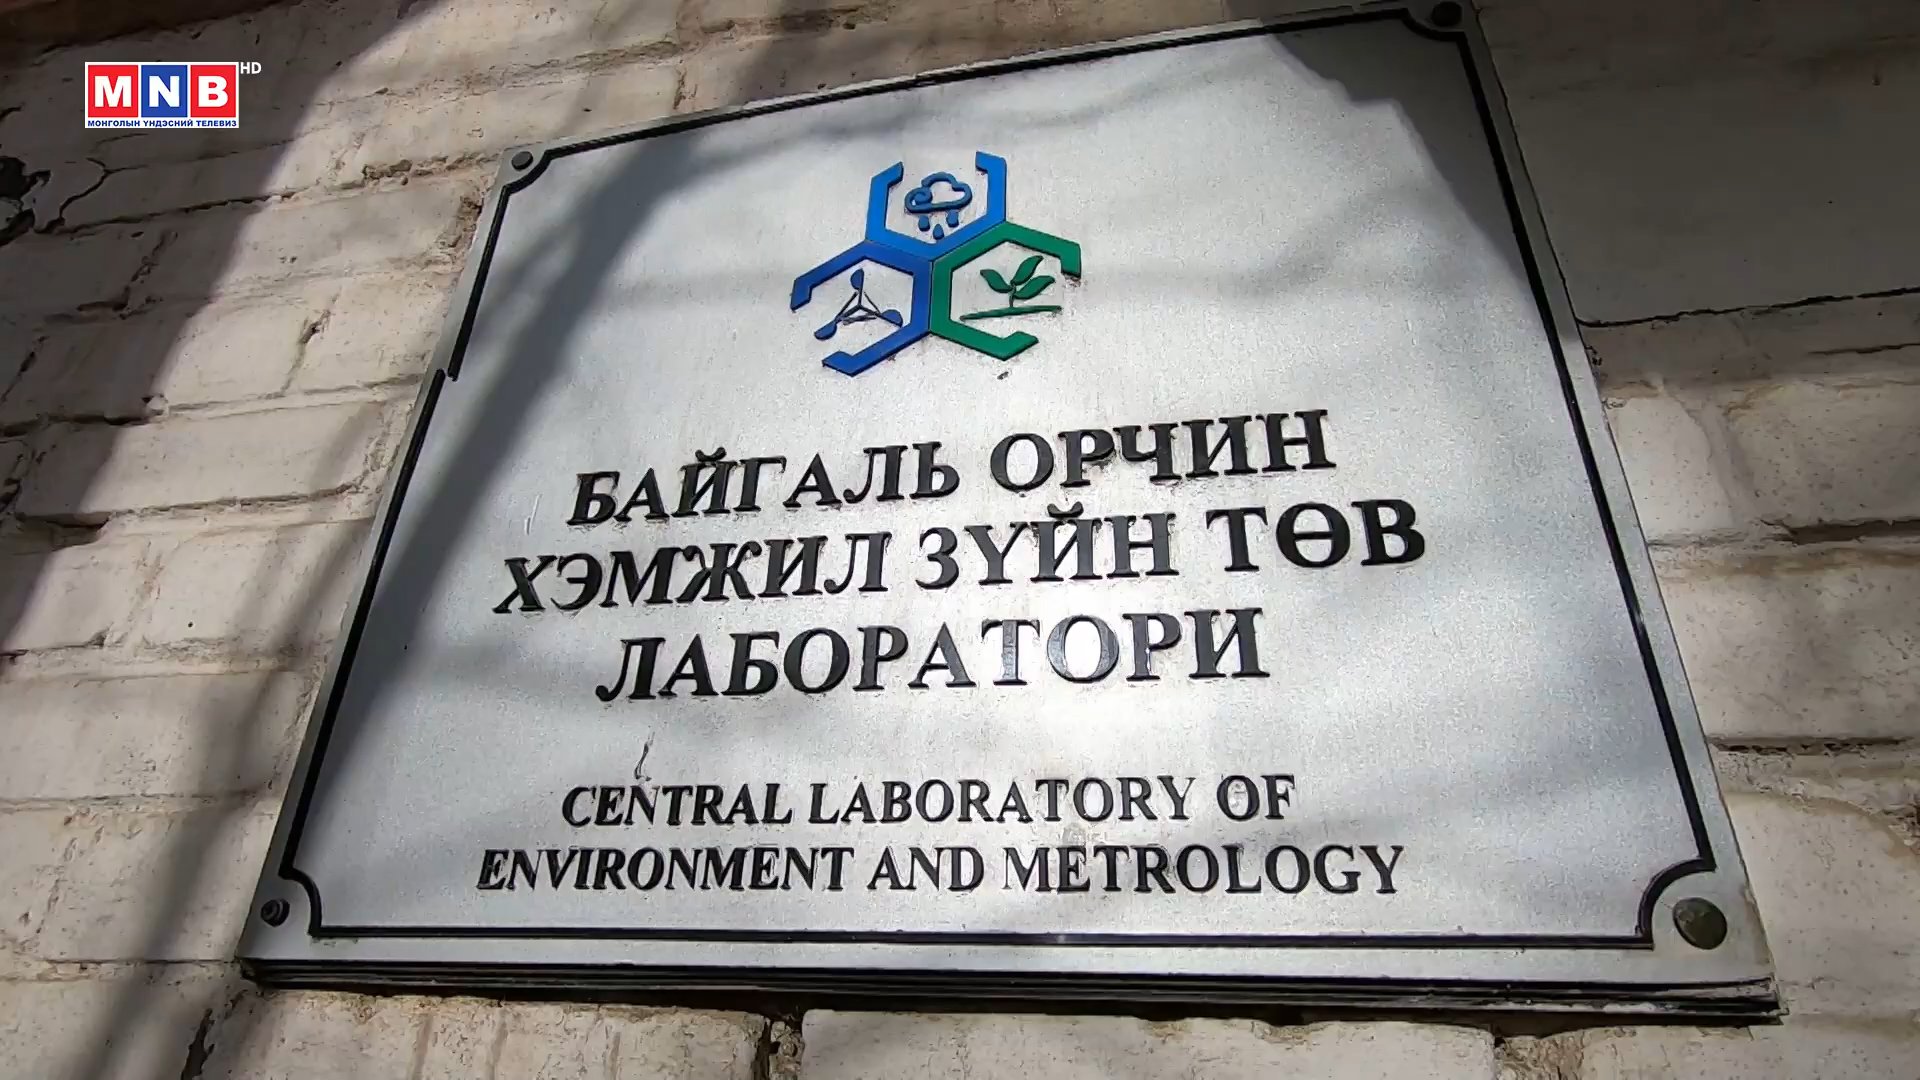 MNB HD
МОНГОЛЫН ҮНДЭСНИЙ ТЕЛЕВИЗ
БАЙГАЛЬ ОРЧИН
ХЭМЖИЛ ЗҮЙН ТӨВ
ЛАБОРАТОРИ
CENTRAL LABORATORY OF
ENVIRONMENT AND METROLOGY